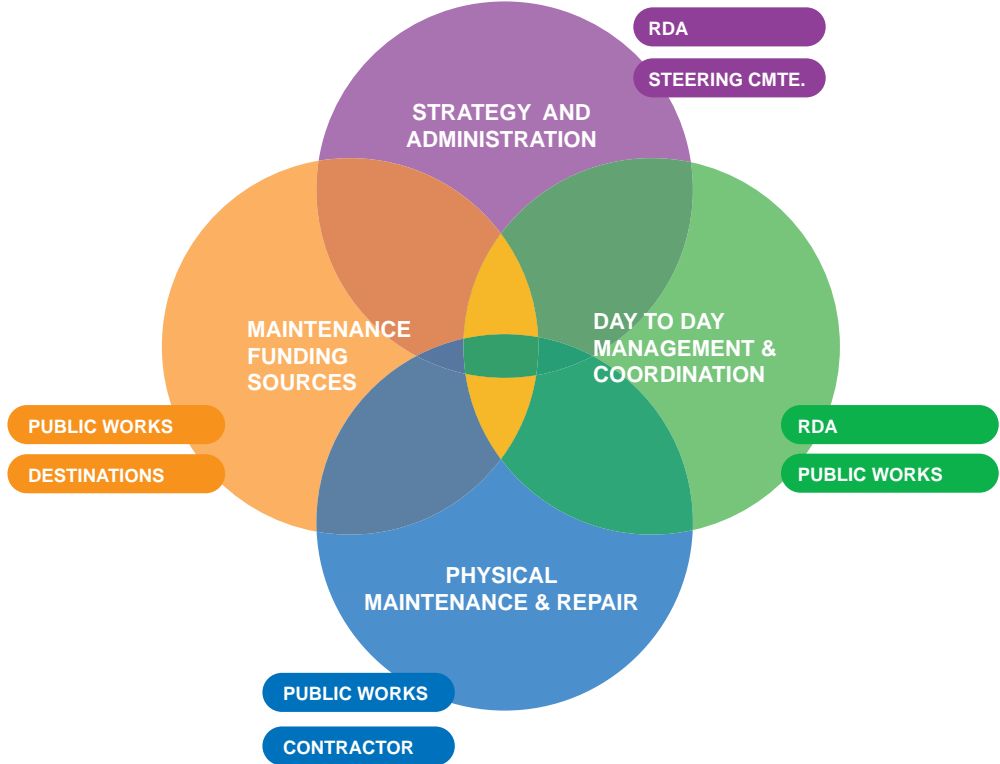 RDA
STEERING CMTE.
STRATEGY AND
ADMINISTRATION
MAINTENANCE
FUNDING
SOURCES
DAY TO DAY
MANAGEMENT &
COORDINATION
PUBLIC WORKS
DESTINATIONS
RDA
PUBLIC WORKS
PHYSICAL
MAINTENANCE & REPAIR
PUBLIC WORKS
CONTRACTOR